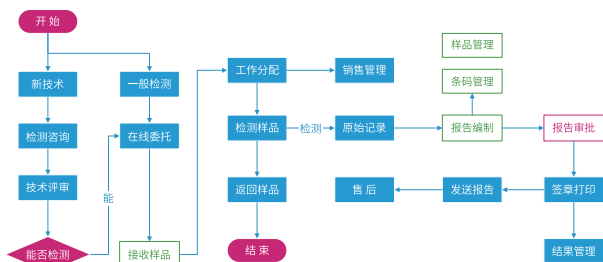 开 始
样品管理
新技术
一般检测
工作分配
销售管理
条码管理
检测咨询
在线委托
检测样品
检测
原始记录
报告编制
报告审批
技术评审
能
返回样品
售 后
发送报告
签章打印
能否检测
接收样品
结 束
结果管理